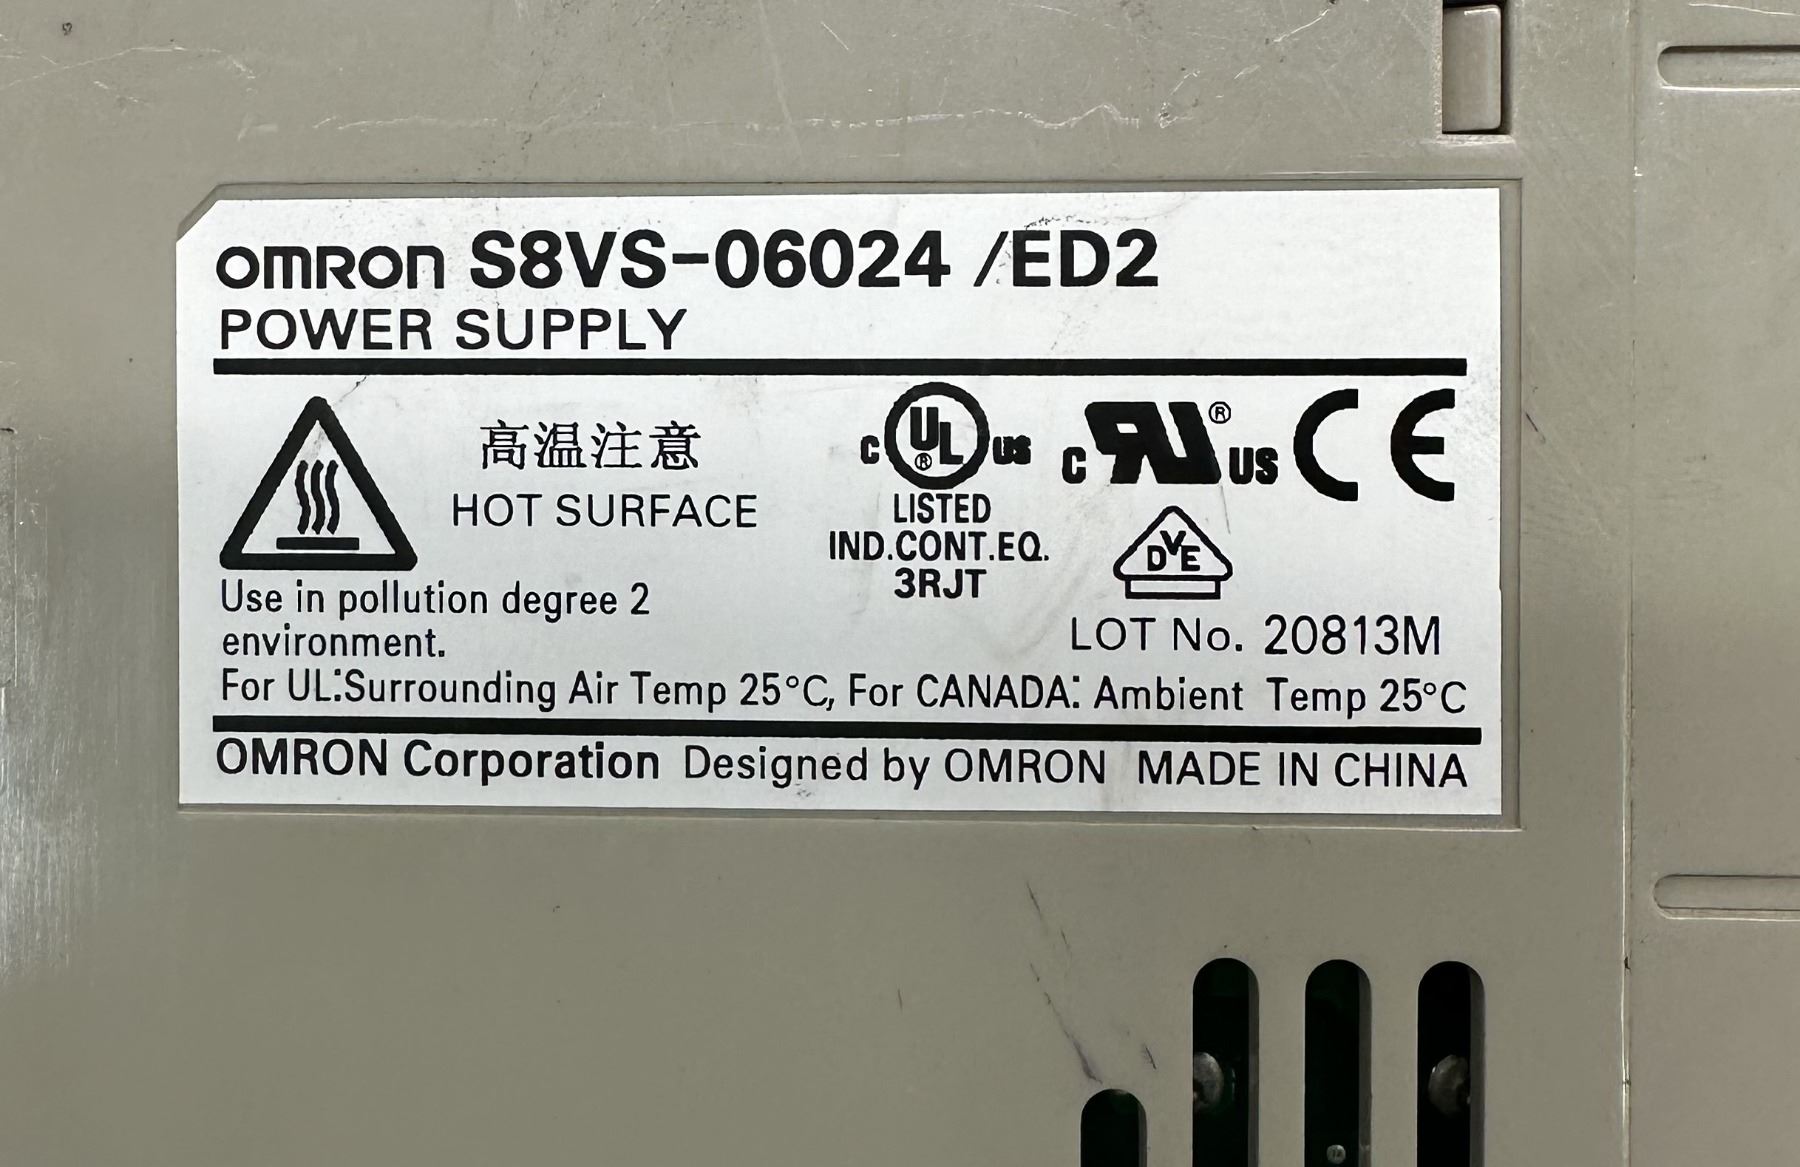 omron S8VS-06024 /ED2
POWER SUPPLY
高温注意
HOT SURFACE
C UL ® US
LISTED
IND.CONT.EQ.
3RJT
C RU ® US CE
DVE
Use in pollution degree 2
environment.
LOT No. 20813M
For UL:Surrounding Air Temp 25°C, For CANADA: Ambient Temp 25°C
OMRON Corporation Designed by OMRON MADE IN CHINA